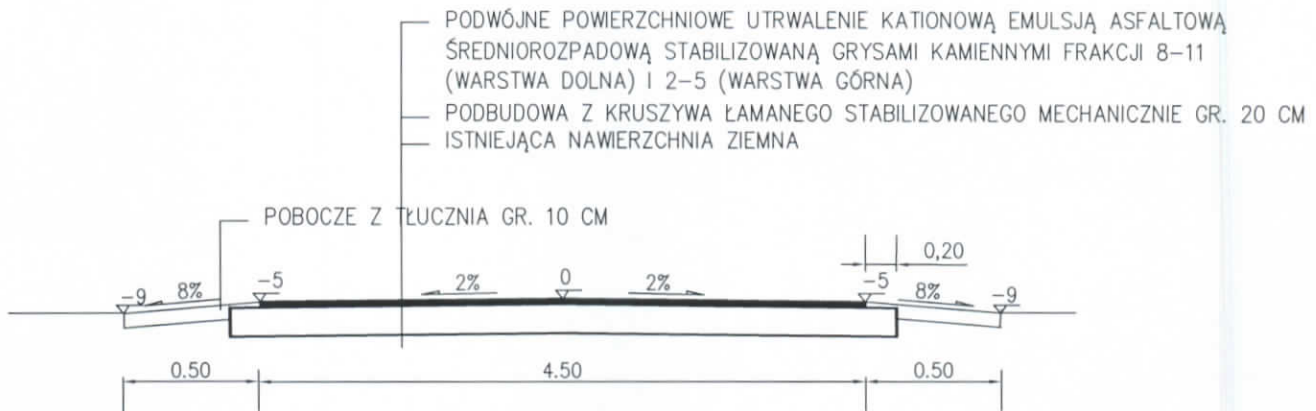 PODWÓJNE POWIERZCHNIOWE UTRWALENIE KATIONOWĄ EMULSJĄ ASFALTOWĄ
ŚREDNIOROZPADOWĄ STABILIZOWANĄ GRYSAMI KAMIENNYMI FRAKCJI 8-11
(WARSTWA DOLNA) I 2-5 (WARSTWA GÓRNA)
PODBUDOWA Z KRUSZYWA ŁAMANEGO STABILIZOWANEGO MECHANICZNIE GR. 20 CM
ISTNIEJĄCA NAWIERZCHNIA ZIEMNA
POBOCZE Z TŁUCZNIA GR. 10 CM
0,20
-9 8% -5 2% 0 2% -5 8% -9
0.50 4.50 0.50